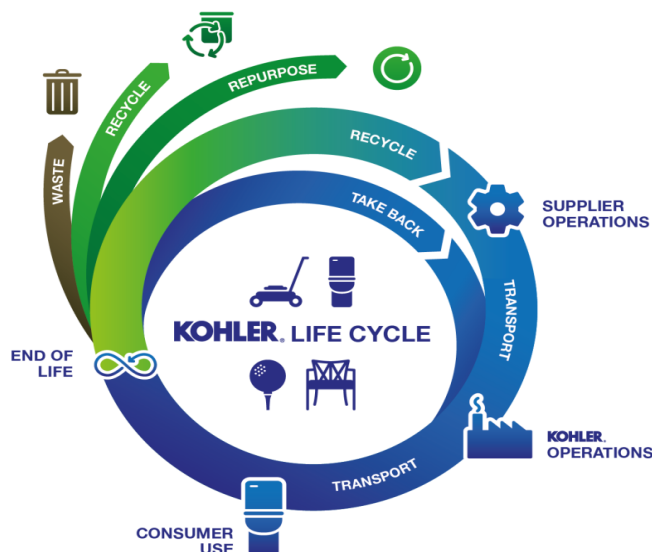 REPURPOSE
RECYCLE
WASTE
RECYCLE
TAKE BACK
SUPPLIER
OPERATIONS
TRANSPORT
KOHLER. LIFE CYCLE
END OF
LIFE
KOHLER.
OPERATIONS
TRANSPORT
CONSUMER
USE